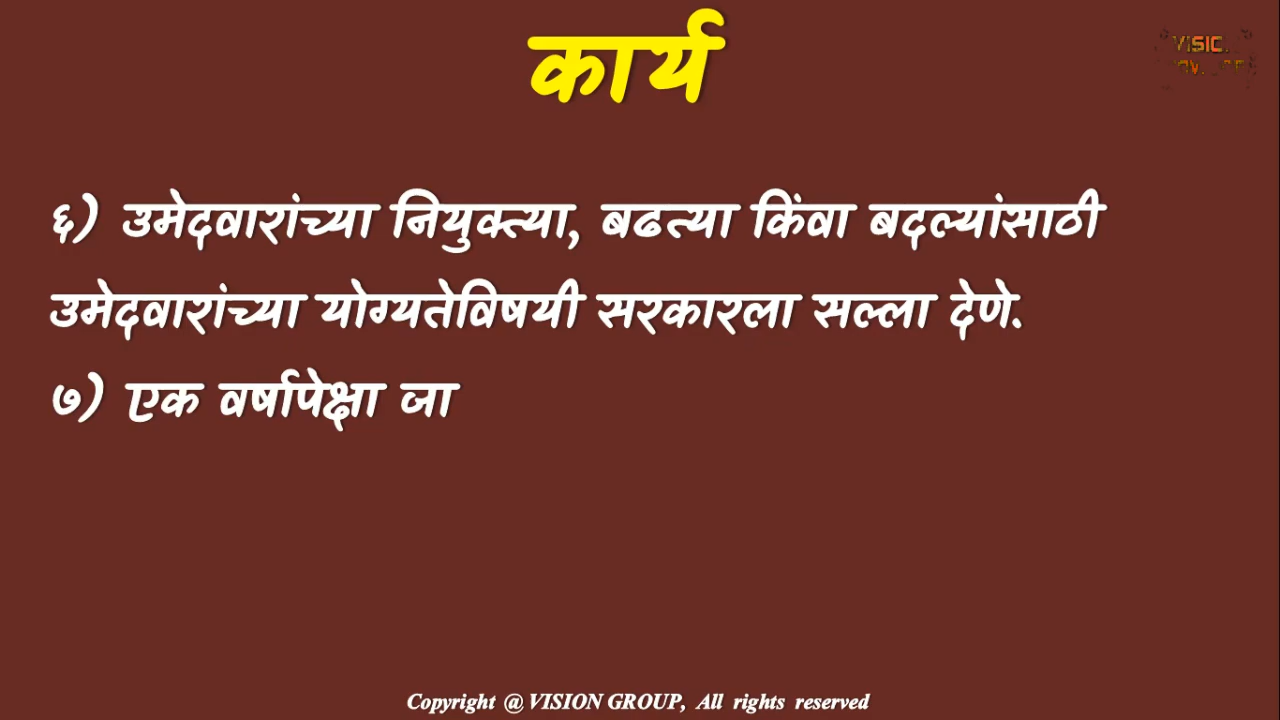 कार्य
६) उमेदवारांच्या नियुक्त्या, बढत्या किंवा बदल्यांसाठी
उमेदवारांच्या योग्यतेविषयी सरकारला सल्ला देणे.
७) एक वर्षापेक्षा जा
Copyright @ VISION GROUP, All rights reserved